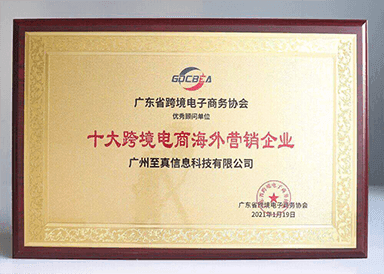 GDCBEA
广东省跨境电子商务协会
优秀顾问单位
十大跨境电商海外营销企业
广州至真信息科技有限公司
广东省跨境电子商务协会
2021年1月19日